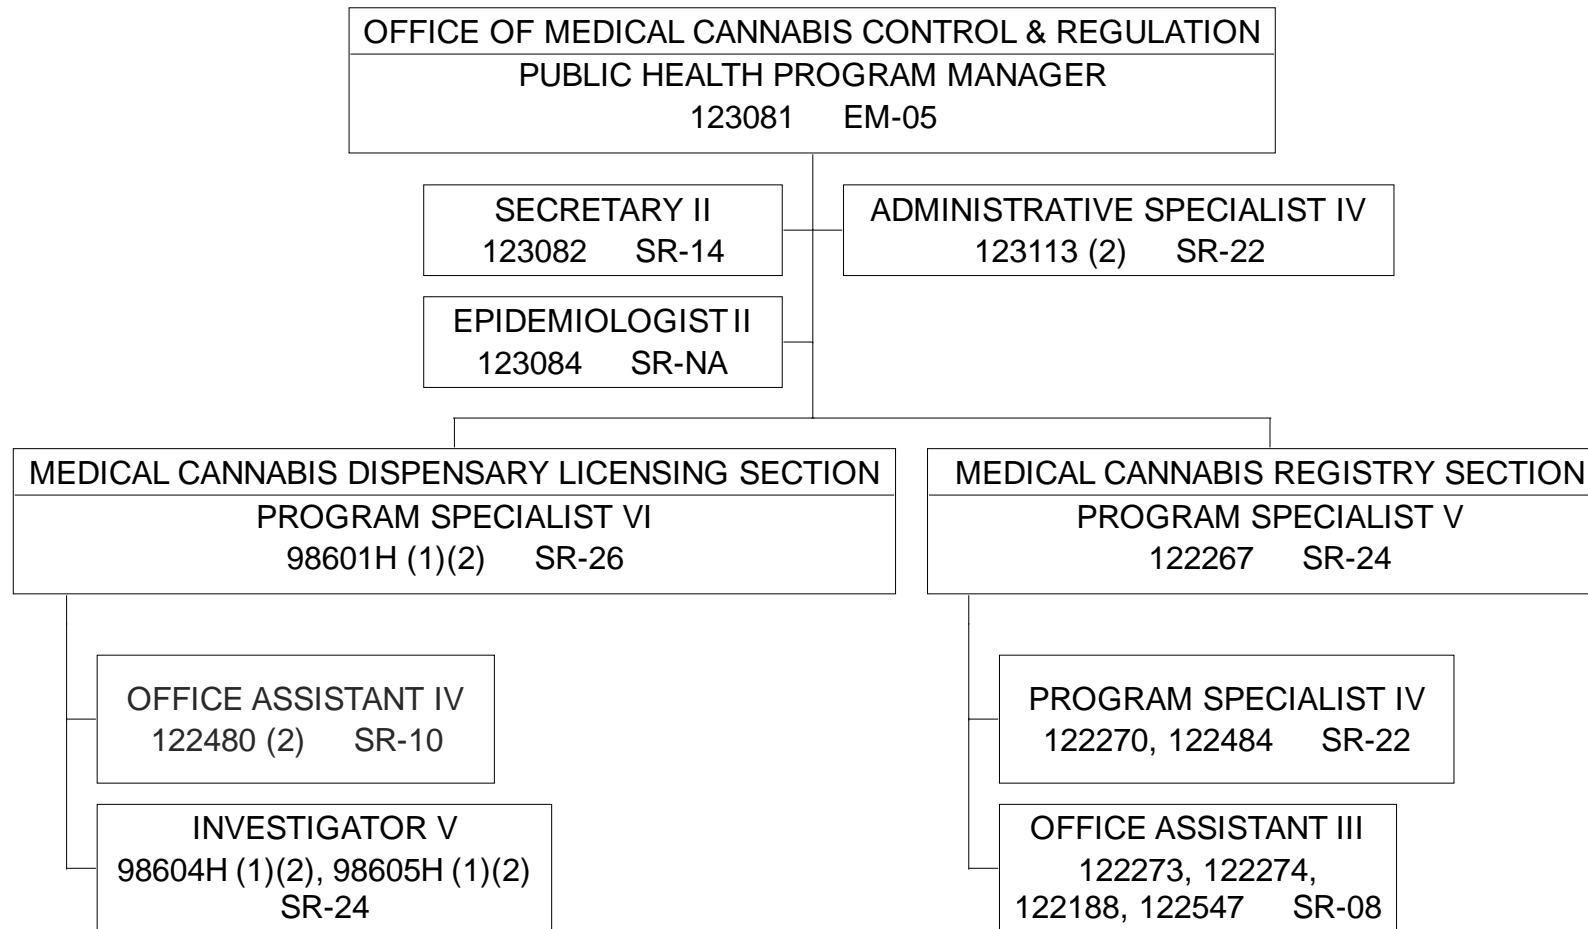 OFFICE OF MEDICAL CANNABIS CONTROL & REGULATION
PUBLIC HEALTH PROGRAM MANAGER
123081 EM-05
SECRETARY II
123082 SR-14
ADMINISTRATIVE SPECIALIST IV
123113 (2) SR-22
EPIDEMIOLOGIST II
123084 SR-NA
MEDICAL CANNABIS DISPENSARY LICENSING SECTION
PROGRAM SPECIALIST VI
98601H (1)(2) SR-26
OFFICE ASSISTANT IV
122480 (2) SR-10
INVESTIGATOR V
98604H (1)(2), 98605H (1)(2)
SR-24
MEDICAL CANNABIS REGISTRY SECTION
PROGRAM SPECIALIST V
122267 SR-24
PROGRAM SPECIALIST IV
122270, 122484 SR-22
OFFICE ASSISTANT III
122273, 122274,
122188, 122547 SR-08